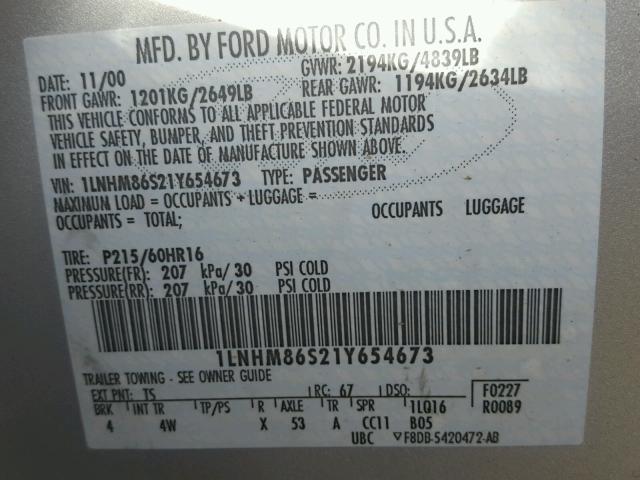 MFD. BY FORD MOTOR CO. IN U.S.A.
DATE: 11/00 GVWR: 2194KG/4839LB
FRONT GAWR: 1201KG/2649LB REAR GAWR: 1194KG/2634LB
THIS VEHICLE CONFORMS TO ALL APPLICABLE FEDERAL MOTOR
VEHICLE SAFETY, BUMPER, AND THEFT PREVENTION STANDARDS
IN EFFECT ON THE DATE OF MANUFACTURE SHOWN ABOVE.
VIN: 1LNHM86S21Y654673 TYPE: PASSENGER
MAXIMUM LOAD = OCCUPANTS + LUGGAGE = OCCUPANTS LUGGAGE
OCCUPANTS = TOTAL;
TIRE: P215/60HR16
PRESSURE(FR): 207 kPa/30 PSI COLD
PRESSURE(RR): 207 kPa/30 PSI COLD
1LNHM86S21Y654673
TRAILER TOWING - SEE OWNER GUIDE
EXT PNT: TS RC: 67 DSO: F0227
BRK INT TR TP/PS R AXLE TR SPR 1LQ16 R0089
4 4W X 53 A CC11 B05
UBC ▽F8DB-5420472-AB